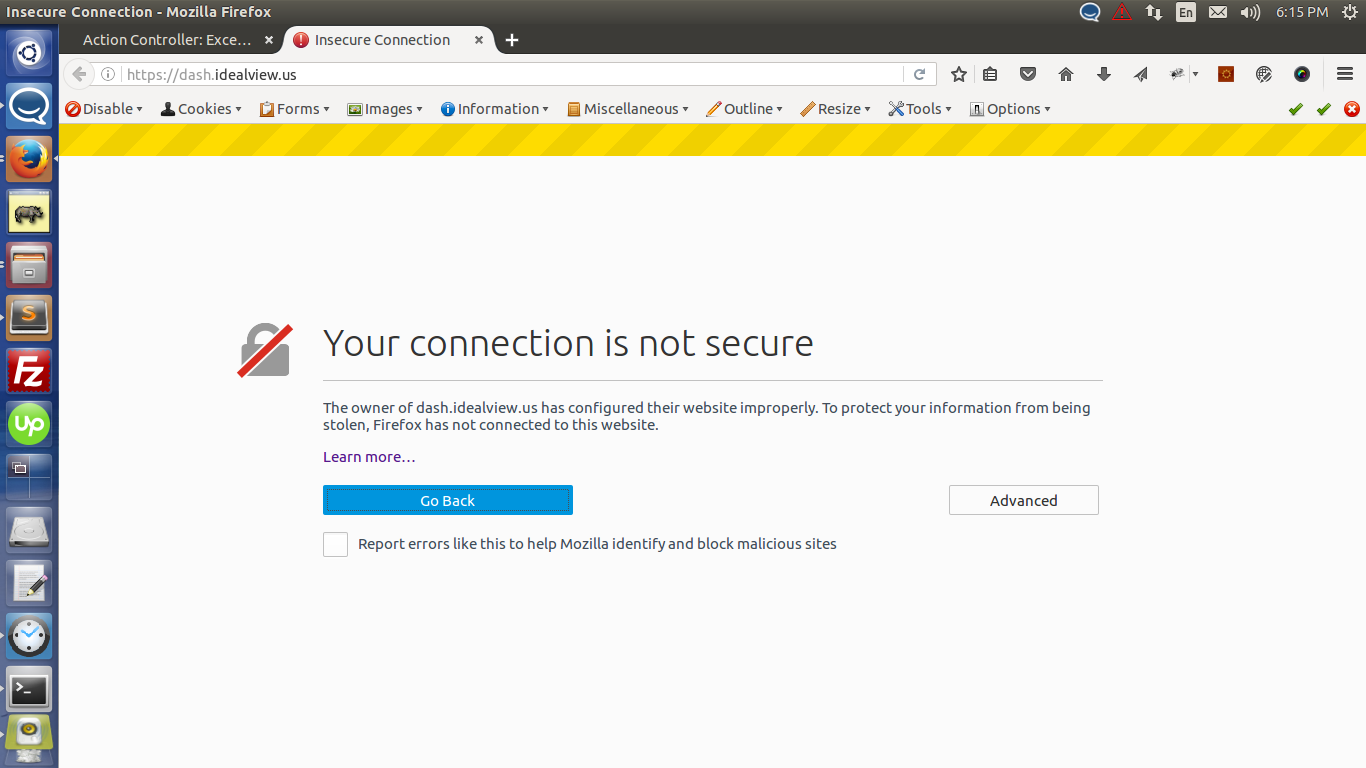 Insecure Connection - Mozilla Firefox
En
6:15 PM
Action Controller: Exce...
Insecure Connection
https://dash.idealview.us
Disable
Cookies
Forms
Images
Information
Miscellaneous
Outline
Resize
Tools
Options
Your connection is not secure
The owner of dash.idealview.us has configured their website improperly. To protect your information from being
stolen, Firefox has not connected to this website.
Learn more…
Go Back
Advanced
Report errors like this to help Mozilla identify and block malicious sites
S
Fz
Up
>_